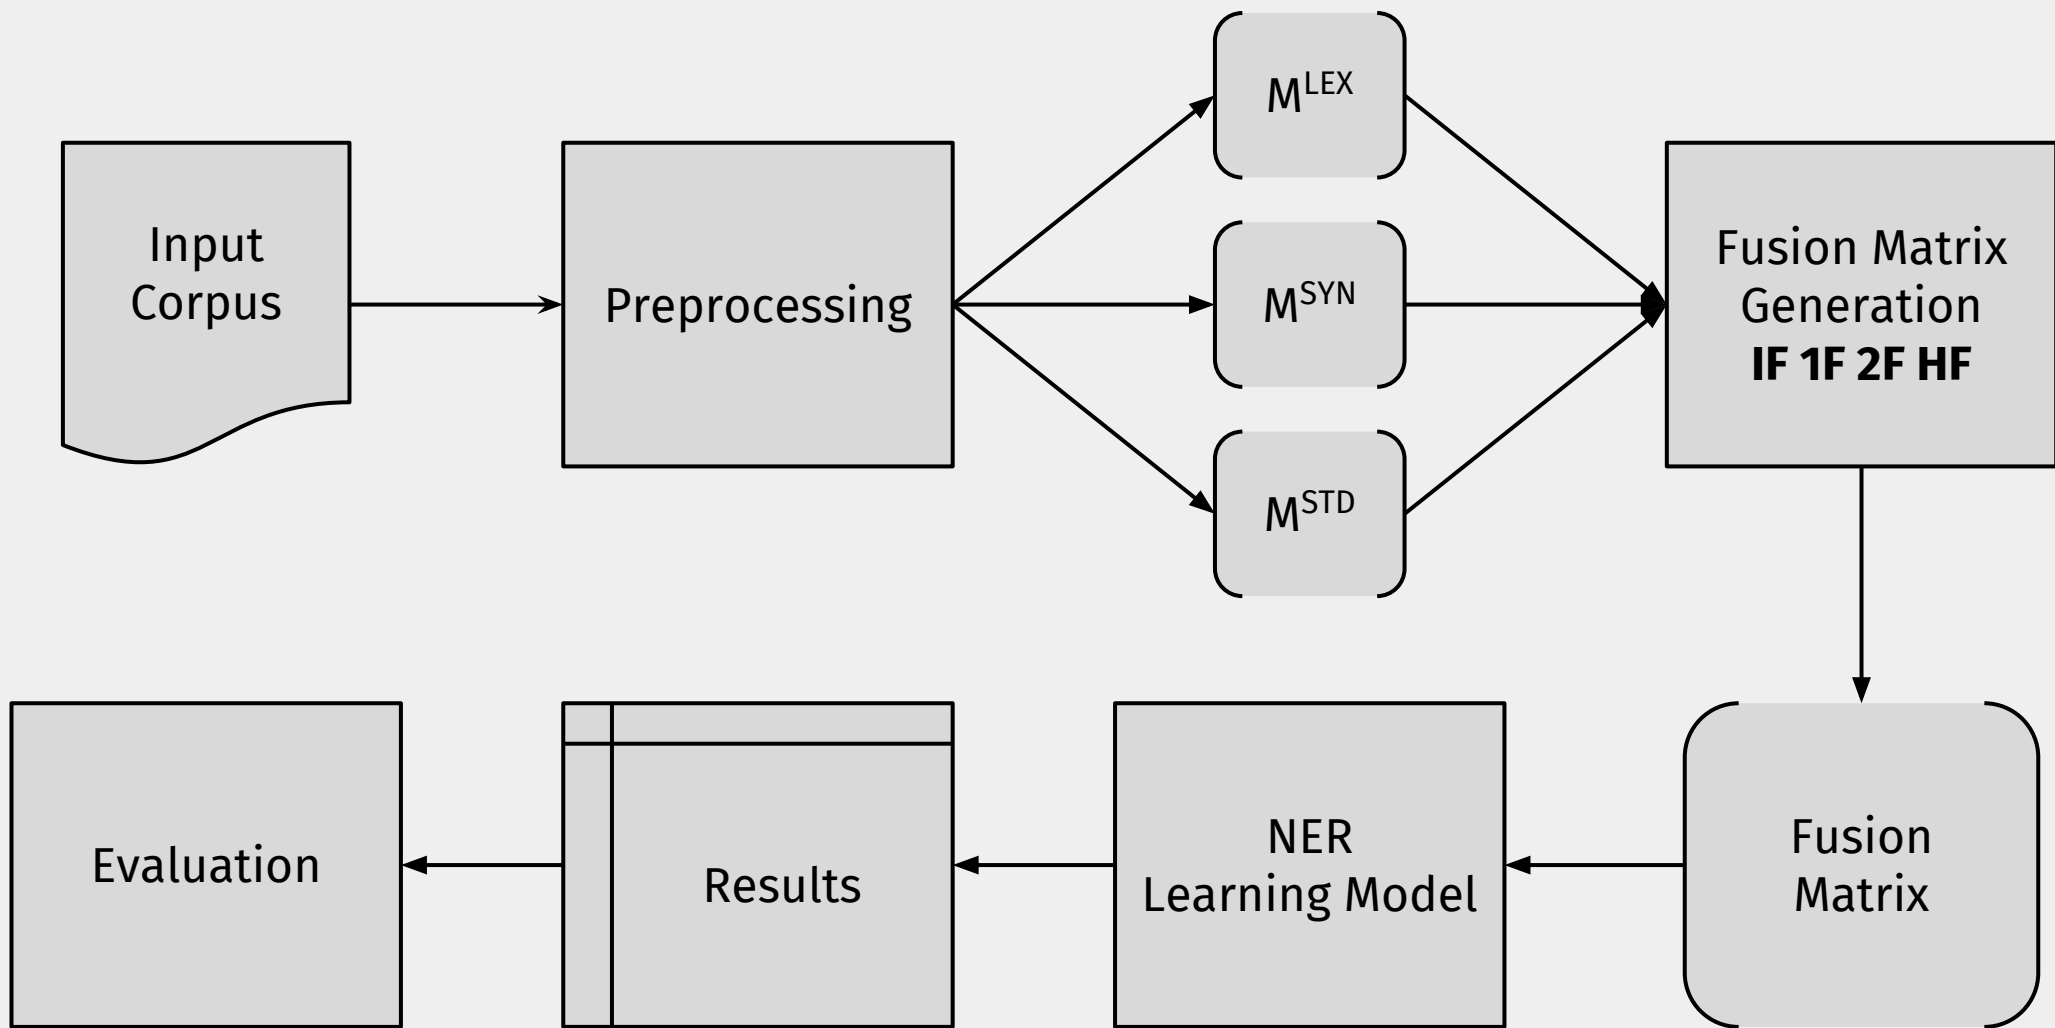 Input
Corpus
Preprocessing
M^LEX
M^SYN
M^STD
Fusion Matrix
Generation
IF 1F 2F HF
Fusion
Matrix
NER
Learning Model
Results
Evaluation